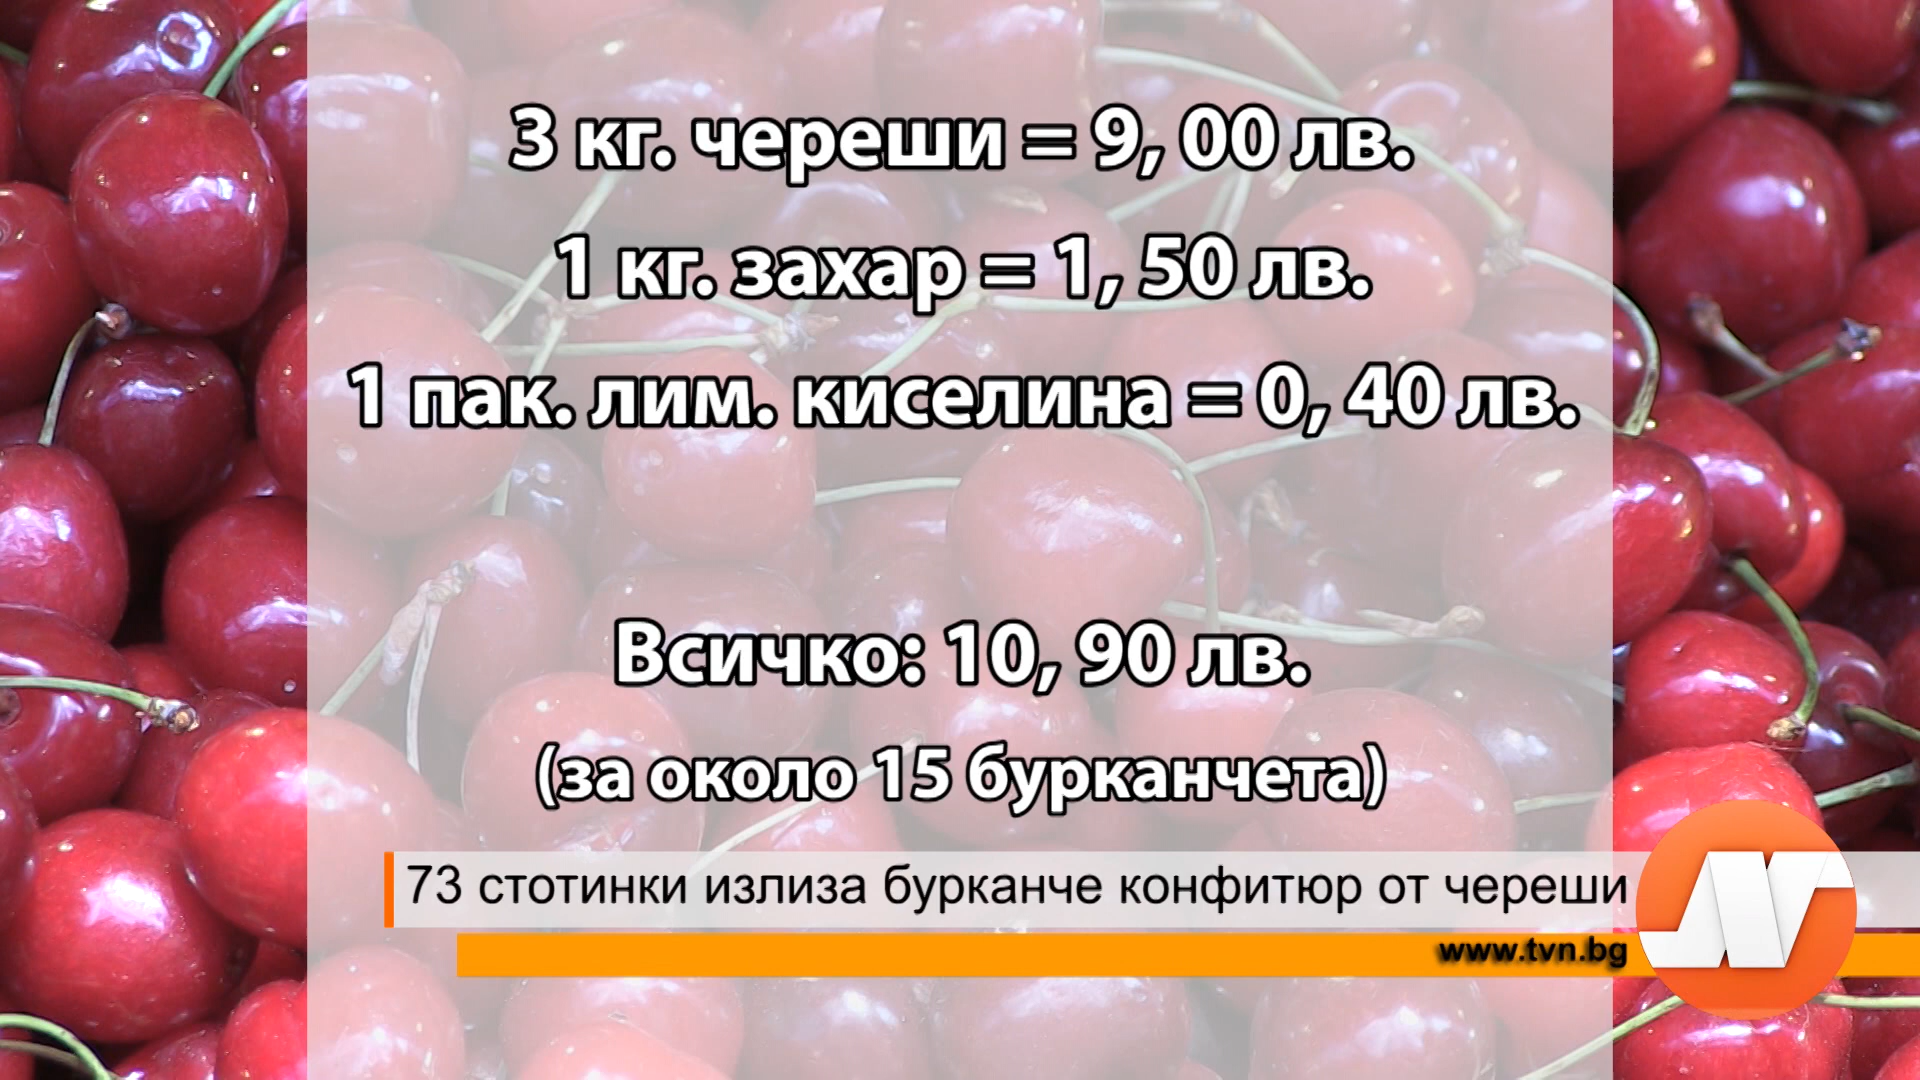 3 кг. череши = 9, 00 лв.
1 кг. захар = 1, 50 лв.
1 пак. лим. киселина = 0, 40 лв.
Всичко: 10, 90 лв.
(за около 15 бурканчета)
73 стотинки излиза бурканче конфитюр от череши
www.tvn.bg